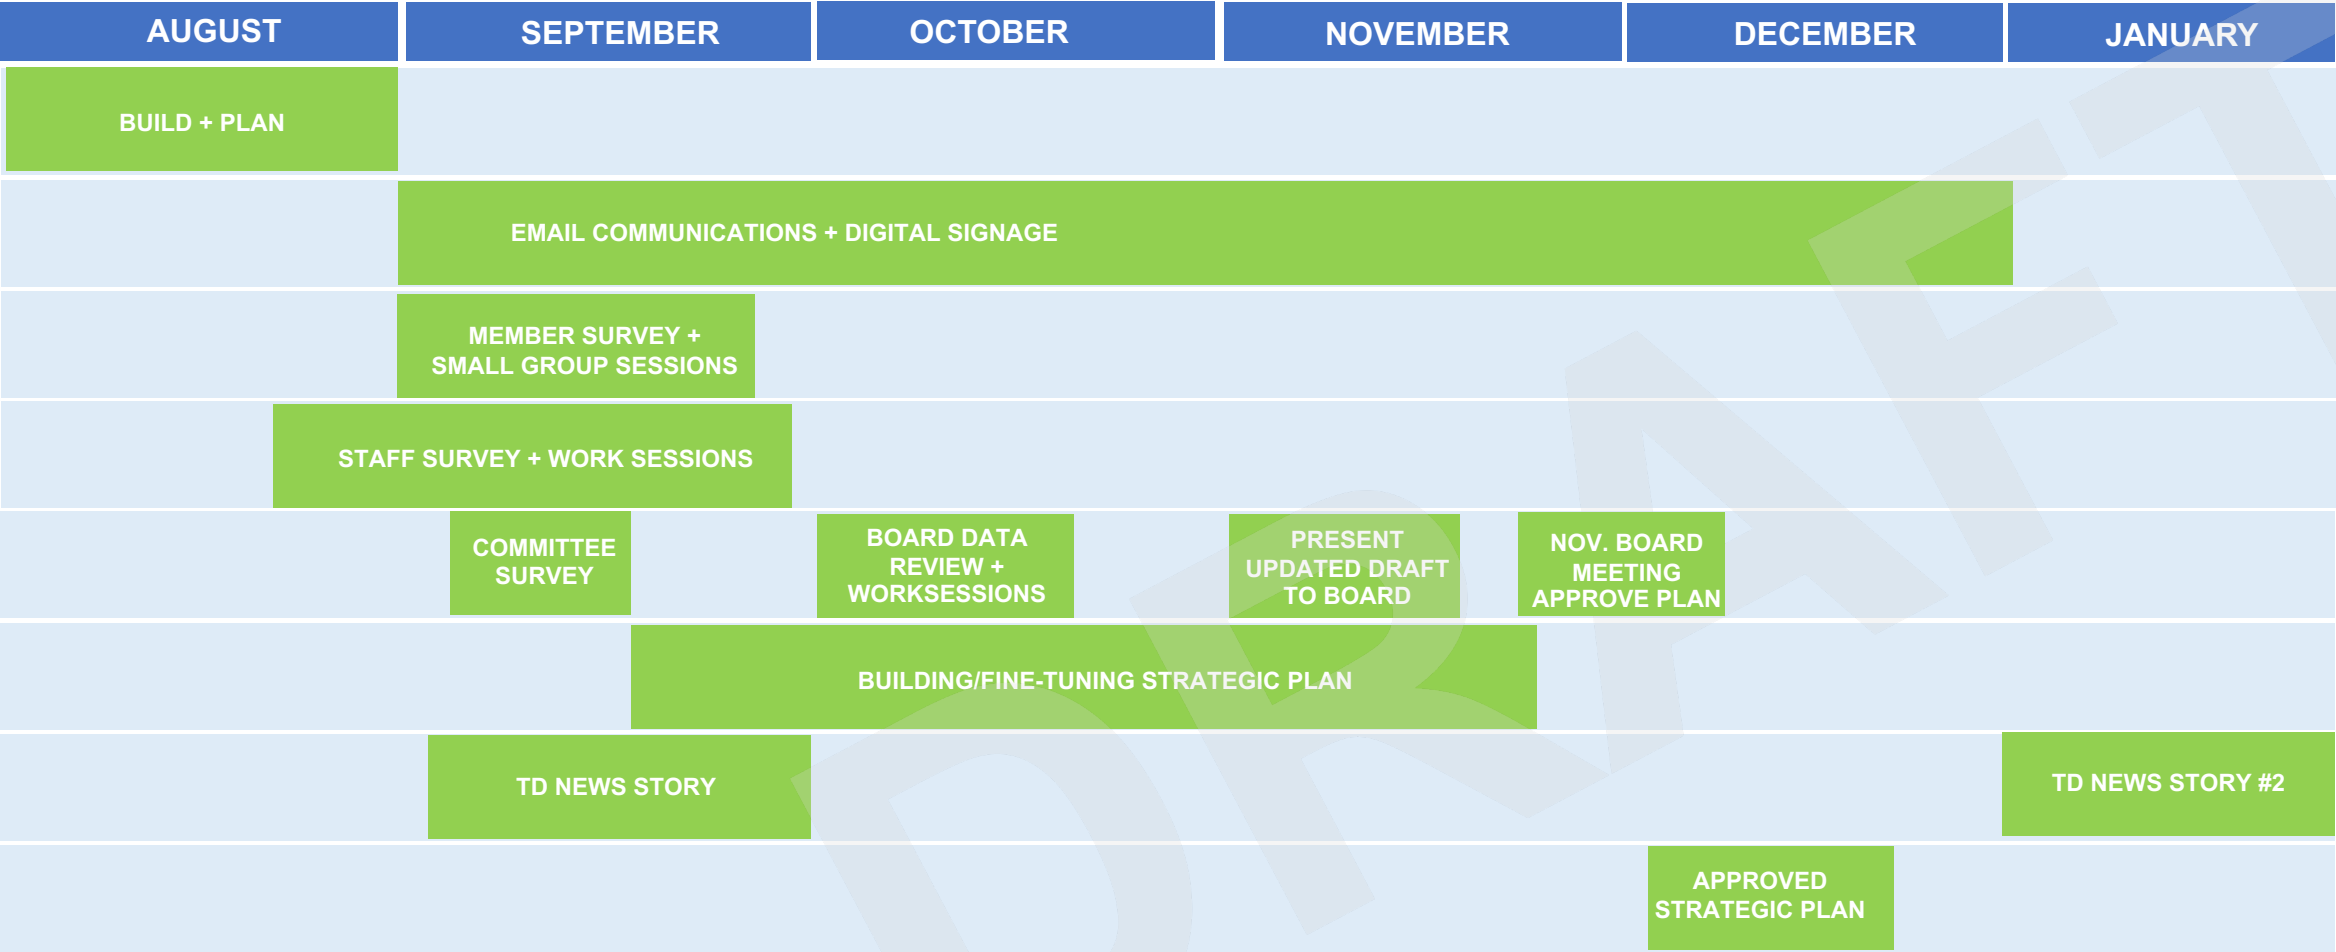 AUGUST
SEPTEMBER
OCTOBER
NOVEMBER
DECEMBER
JANUARY
BUILD + PLAN
EMAIL COMMUNICATIONS + DIGITAL SIGNAGE
MEMBER SURVEY +
SMALL GROUP SESSIONS
STAFF SURVEY + WORK SESSIONS
COMMITTEE
SURVEY
BOARD DATA
REVIEW +
WORKSESSIONS
PRESENT
UPDATED DRAFT
TO BOARD
NOV. BOARD
MEETING
APPROVE PLAN
BUILDING/FINE-TUNING STRATEGIC PLAN
TD NEWS STORY
TD NEWS STORY #2
APPROVED
STRATEGIC PLAN
DRAFT